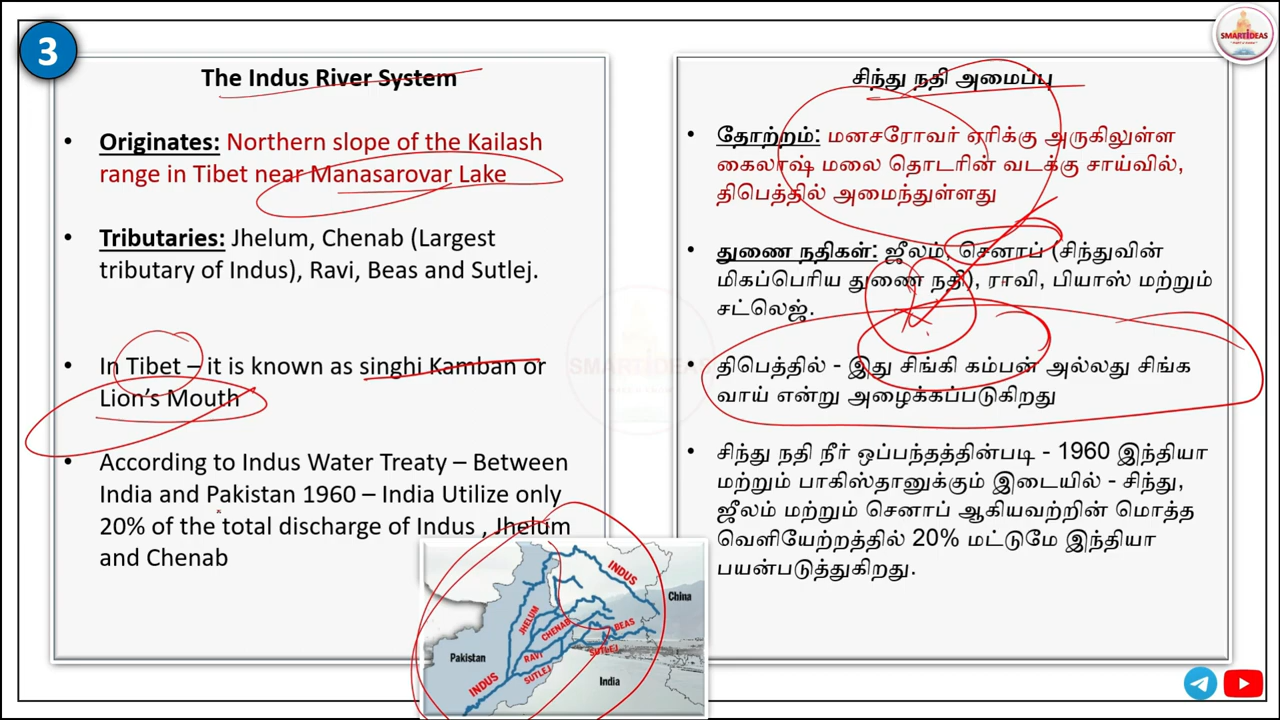 3
SMARTIDEAS
The Indus River System
• Originates: Northern slope of the Kailash
range in Tibet near Manasarovar Lake
• Tributaries: Jhelum, Chenab (Largest
tributary of Indus), Ravi, Beas and Sutlej.
• In Tibet – it is known as singhi Kamban or
Lion's Mouth
• According to Indus Water Treaty – Between
India and Pakistan 1960 – India Utilize only
20% of the total discharge of Indus , Jhelum
and Chenab
சிந்து நதி அமைப்பு
• தோற்றம்: மனசரோவர் ஏரிக்கு அருகிலுள்ள
கைலாஷ் மலை தொடரின் வடக்கு சாய்வில்,
திபெத்தில் அமைந்துள்ளது
• துணை நதிகள்: ஜீலம், செனாப் (சிந்துவின்
மிகப்பெரிய துணை நதி), ராவி, பியாஸ் மற்றும்
சட்லெஜ்.
• திபெத்தில் - இது சிங்கி கம்பன் அல்லது சிங்க
வாய் என்று அழைக்கப்படுகிறது
• சிந்து நதி நீர் ஒப்பந்தத்தின்படி - 1960 இந்தியா
மற்றும் பாகிஸ்தானுக்கும் இடையில் - சிந்து,
ஜீலம் மற்றும் செனாப் ஆகியவற்றின் மொத்த
வெளியேற்றத்தில் 20% மட்டுமே இந்தியா
பயன்படுத்துகிறது.
SMARTIDEAS
INDUS
China
JHELUM
CHENAB
BEAS
RAVI
SUTLEJ
SUTLEJ
Pakistan
INDUS
India